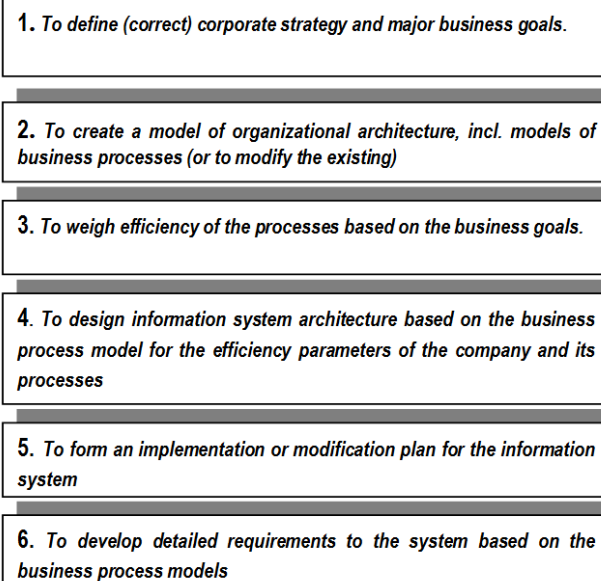 1. To define (correct) corporate strategy and major business goals.
2. To create a model of organizational architecture, incl. models of
business processes (or to modify the existing)
3. To weigh efficiency of the processes based on the business goals.
4. To design information system architecture based on the business
process model for the efficiency parameters of the company and its
processes
5. To form an implementation or modification plan for the information
system
6. To develop detailed requirements to the system based on the
business process models